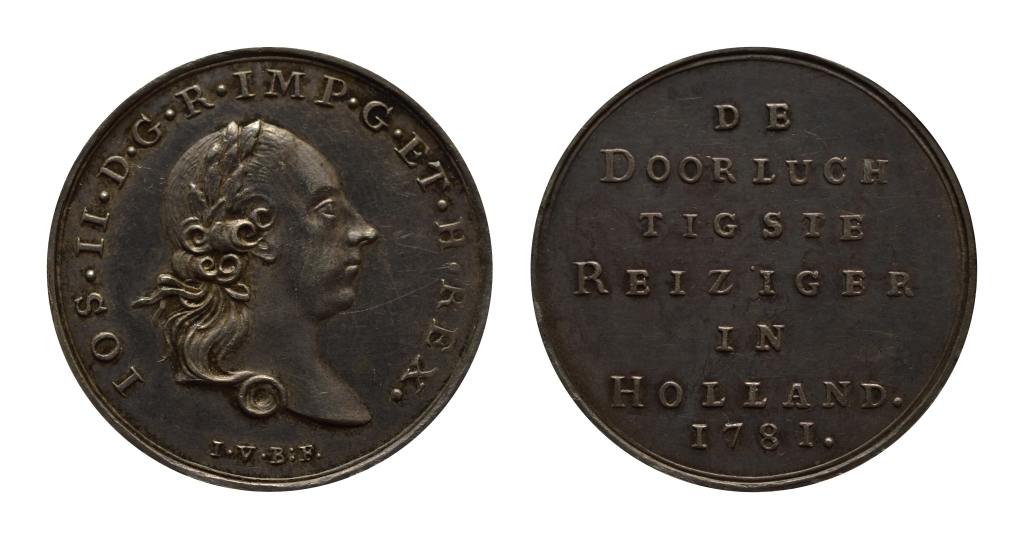 IOS·II·D·G·R·IMP·G·ET·H·REX·
I·V·B:F.
DE
DOORLUCH
TIGSTE
REIZIGER
IN
HOLLAND.
1781.